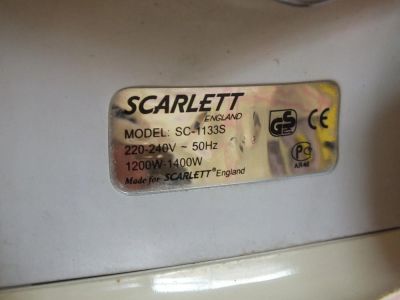 SCARLETT
ENGLAND
MODEL: SC-1133S
220-240V ~ 50Hz
1200W-1400W
Made for SCARLETT® England
GS CE
PC